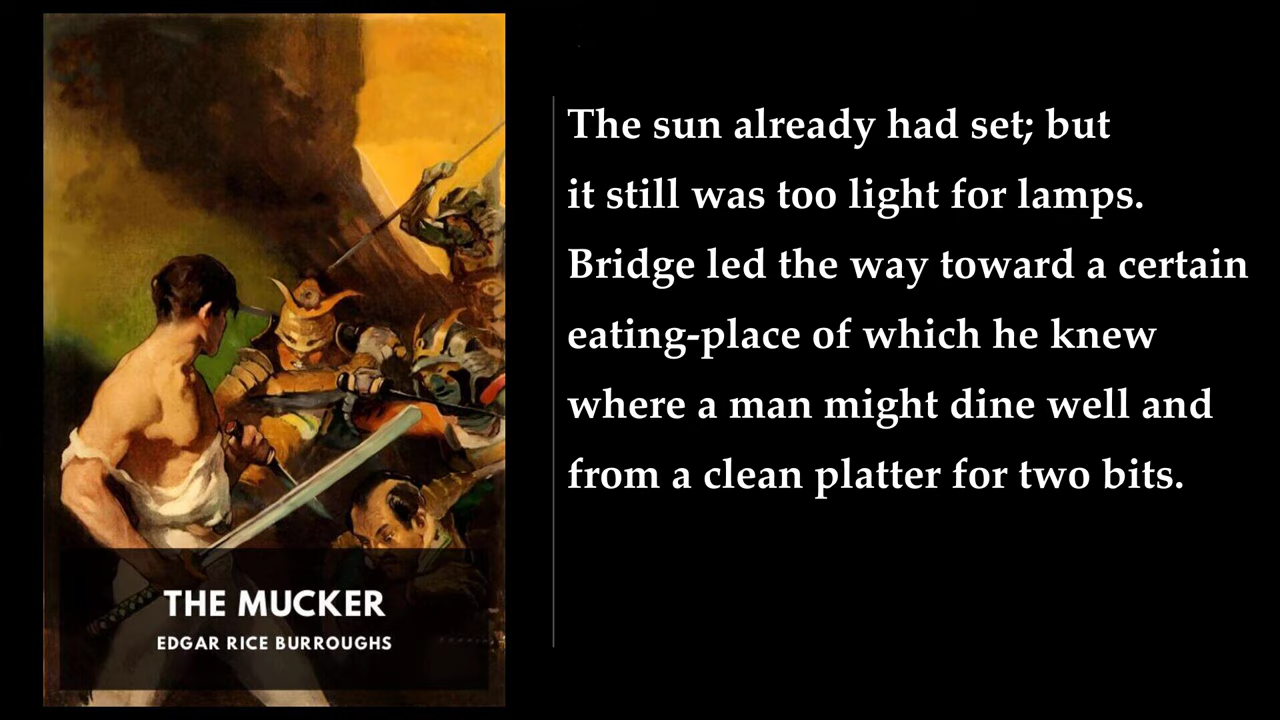 The sun already had set; but
it still was too light for lamps.
Bridge led the way toward a certain
eating-place of which he knew
where a man might dine well and
from a clean platter for two bits.
THE MUCKER
EDGAR RICE BURROUGHS